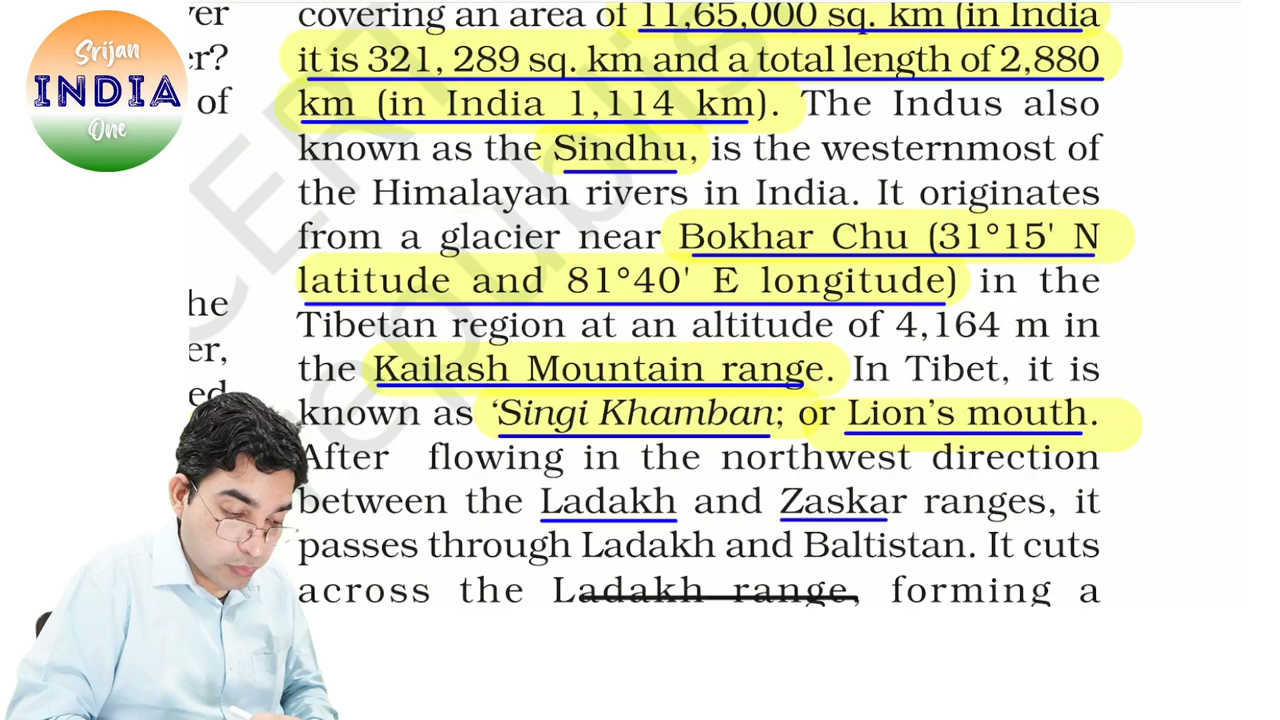 Srijan
INDIA
One
ver
er?
of
he
er,
ed
covering an area of 11,65,000 sq. km (in India
it is 321, 289 sq. km and a total length of 2,880
km (in India 1,114 km). The Indus also
known as the Sindhu, is the westernmost of
the Himalayan rivers in India. It originates
from a glacier near Bokhar Chu (31°15' N
latitude and 81°40' E longitude) in the
Tibetan region at an altitude of 4,164 m in
the Kailash Mountain range. In Tibet, it is
known as ‘Singi Khamban; or Lion’s mouth.
After flowing in the northwest direction
between the Ladakh and Zaskar ranges, it
passes through Ladakh and Baltistan. It cuts
across the Ladakh range, forming a